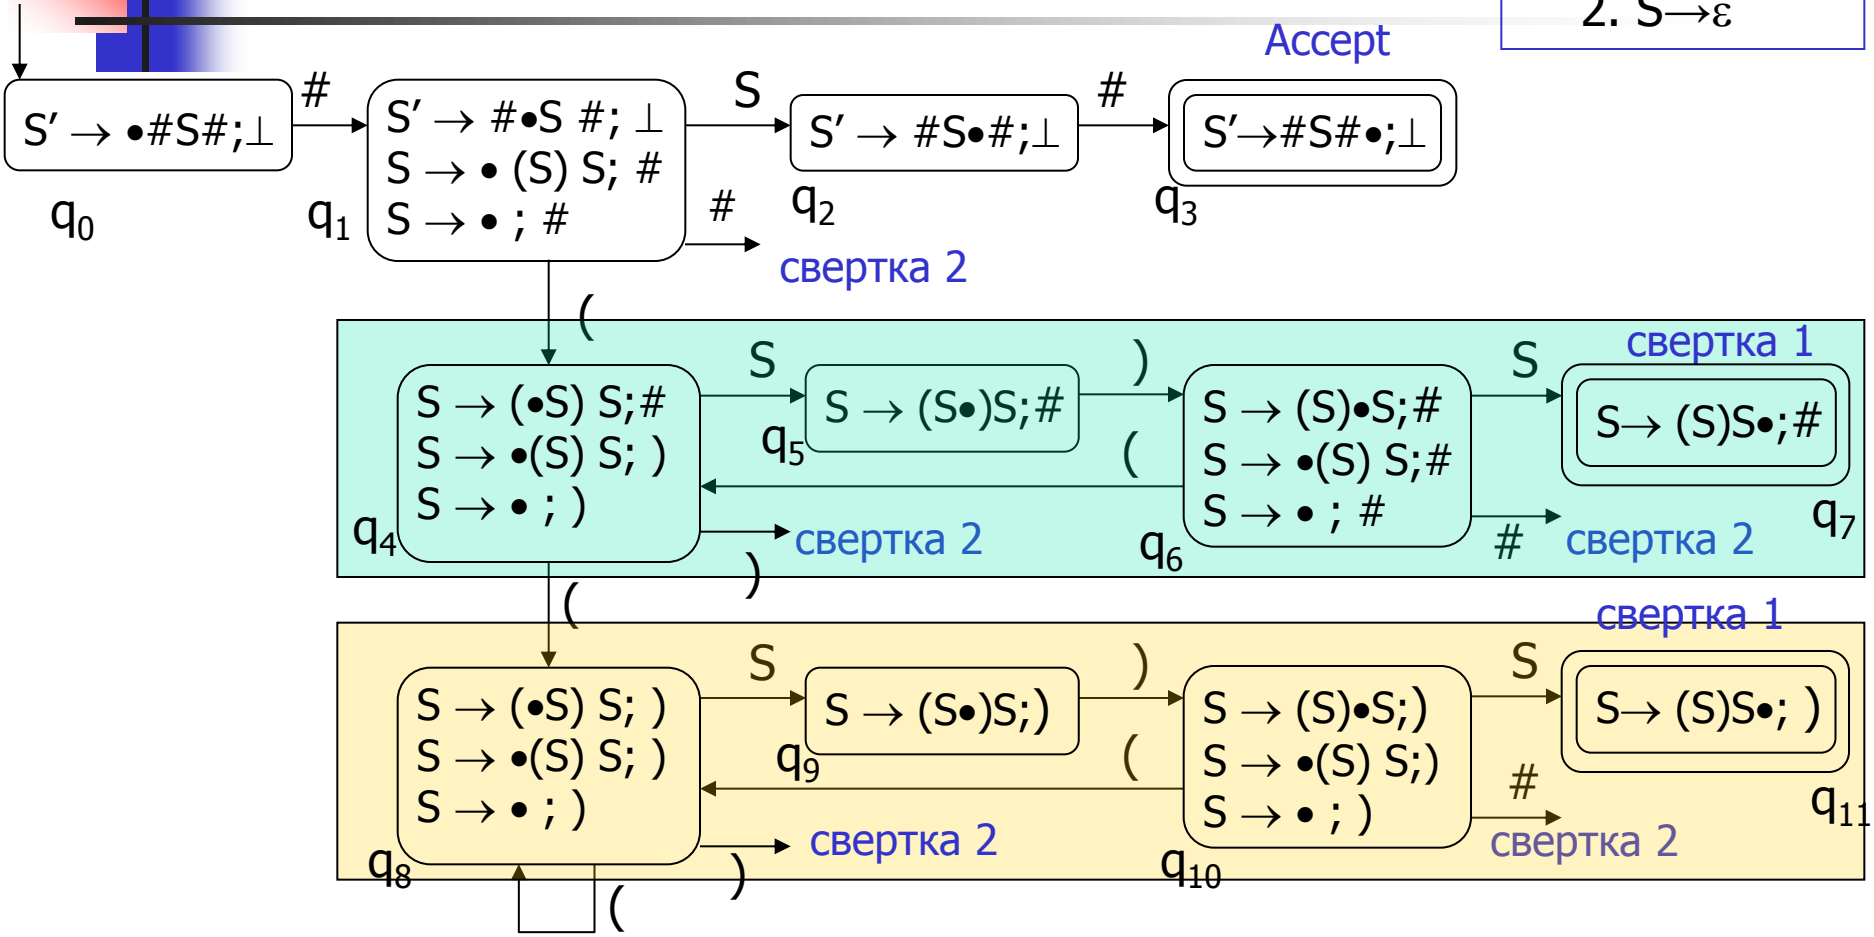 2. S→ε
Accept
#
S
#
S′ → •#S#;⊥
S′ → #•S #; ⊥
S → • (S) S; #
S → • ; #
S′ → #S•#;⊥
S′→#S#•;⊥
q0
q1
#
q2
q3
свертка 2
(
свертка 1
S
)
S
S → (•S) S;#
S → •(S) S; )
S → • ; )
S → (S•)S;#
S → (S)•S;#
S → •(S) S;#
S → • ; #
S→ (S)S•;#
q5
(
q4
свертка 2
)
q6
#
свертка 2
q7
(
свертка 1
S
)
S
S → (•S) S; )
S → •(S) S; )
S → • ; )
S → (S•)S;)
S → (S)•S;)
S → •(S) S;)
S → • ; )
S→ (S)S•; )
q9
(
#
q11
q8
свертка 2
)
q10
свертка 2
(